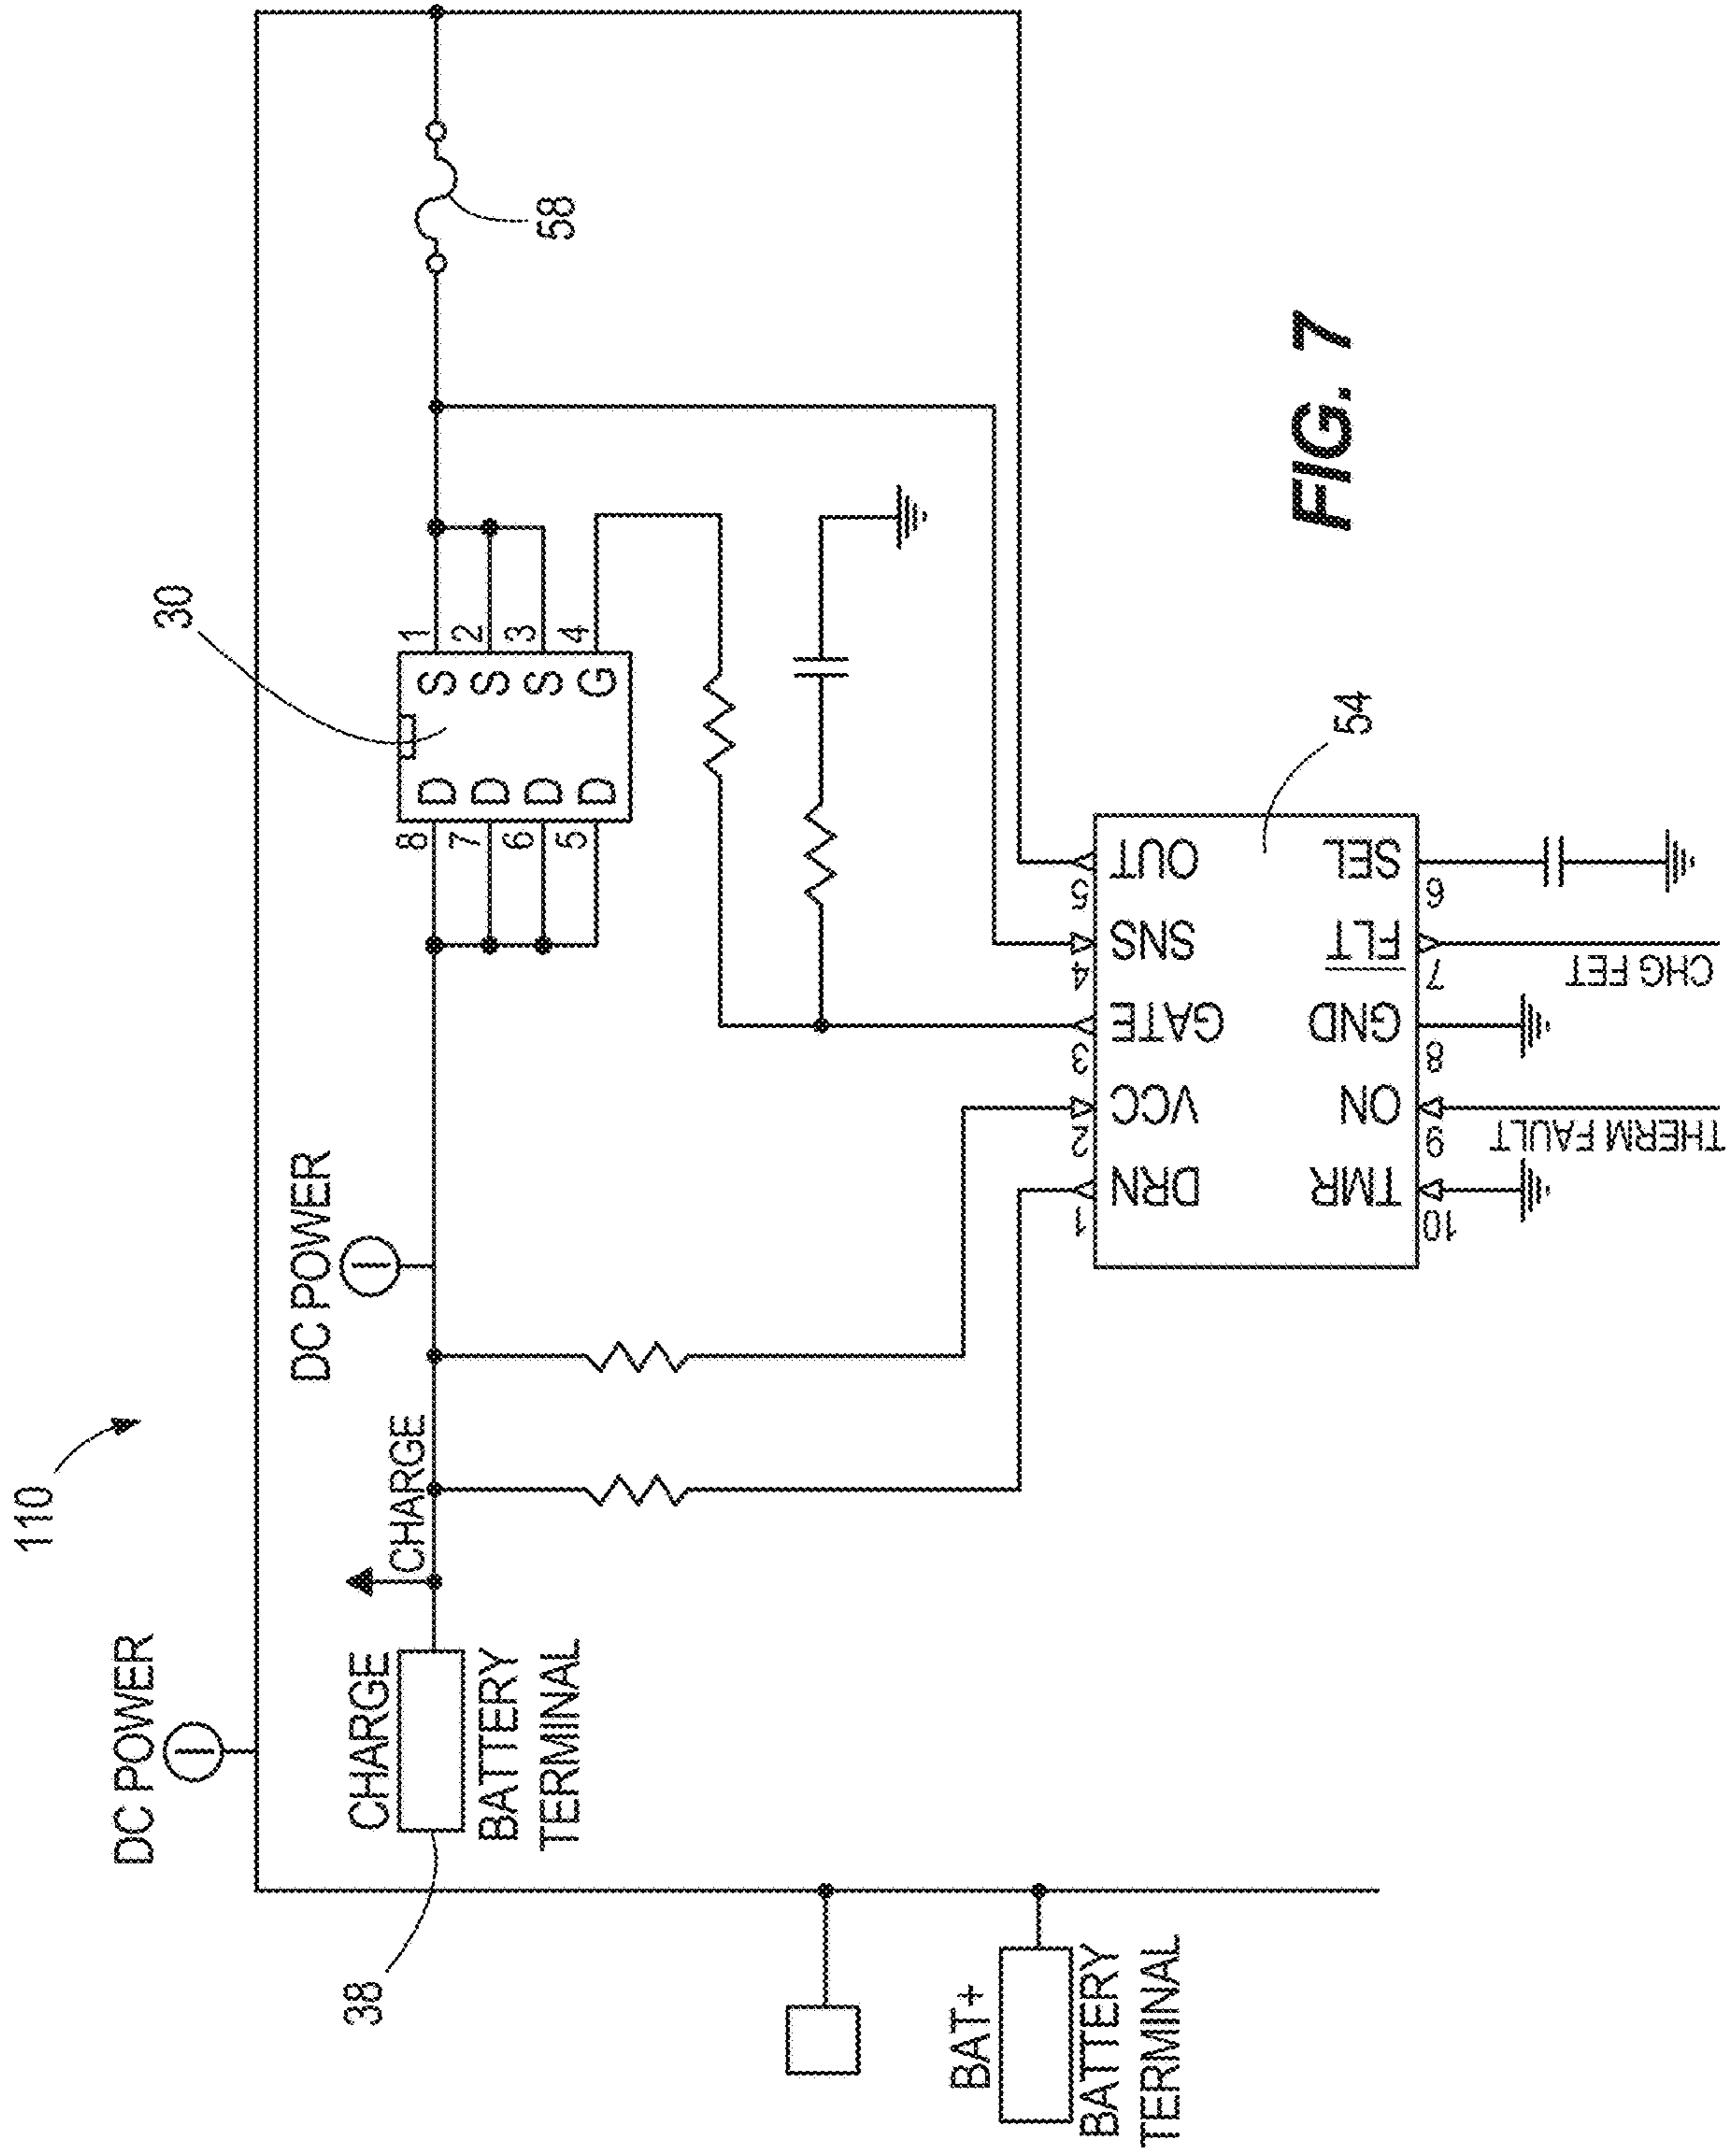 110
DC POWER
DC POWER
38
CHARGE
BATTERY
TERMINAL
CHARGE
30
8 D S 1
7 D S 2
6 D S 3
5 D G 4
58
BAT+
BATTERY
TERMINAL
54
1 DRN
2 VCC
3 GATE
4 SNS
5 OUT
10 TMR
9 ON
8 GND
7 FLT
6 SEL
THERM FAULT
CHG FET
FIG. 7